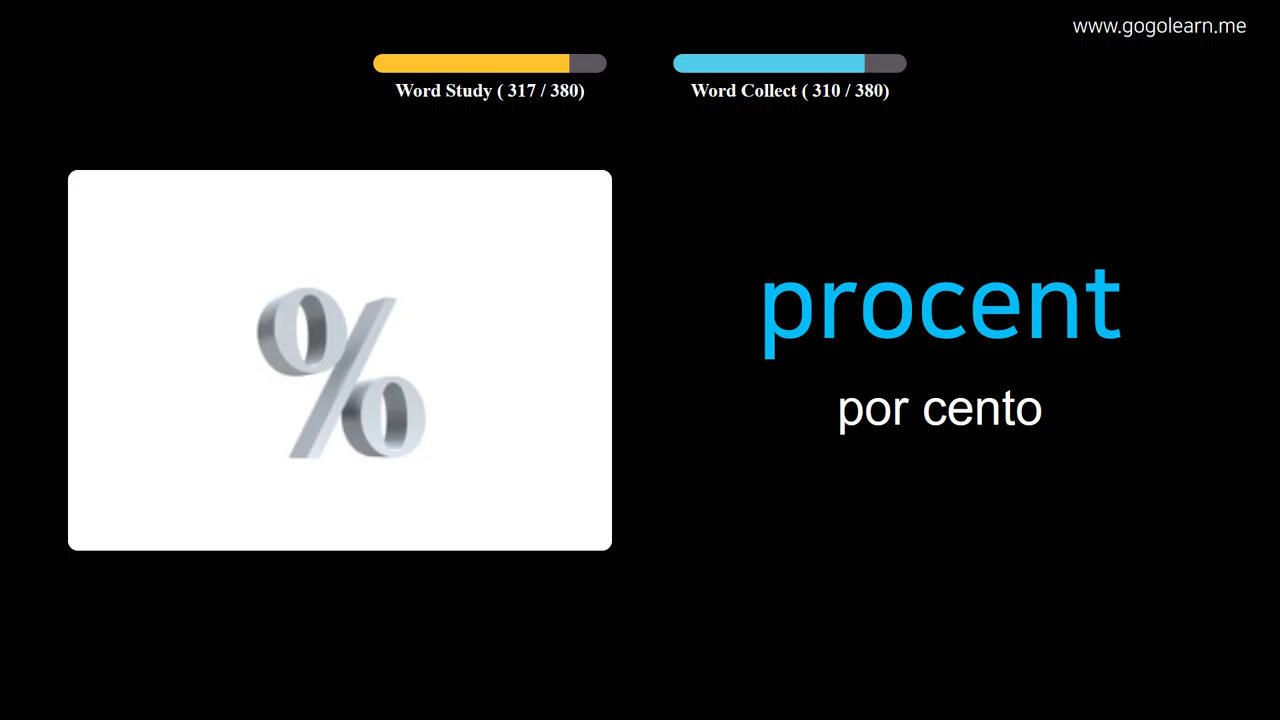 www.gogolearn.me
Word Study ( 317 / 380)
Word Collect ( 310 / 380)
%
procent
por cento